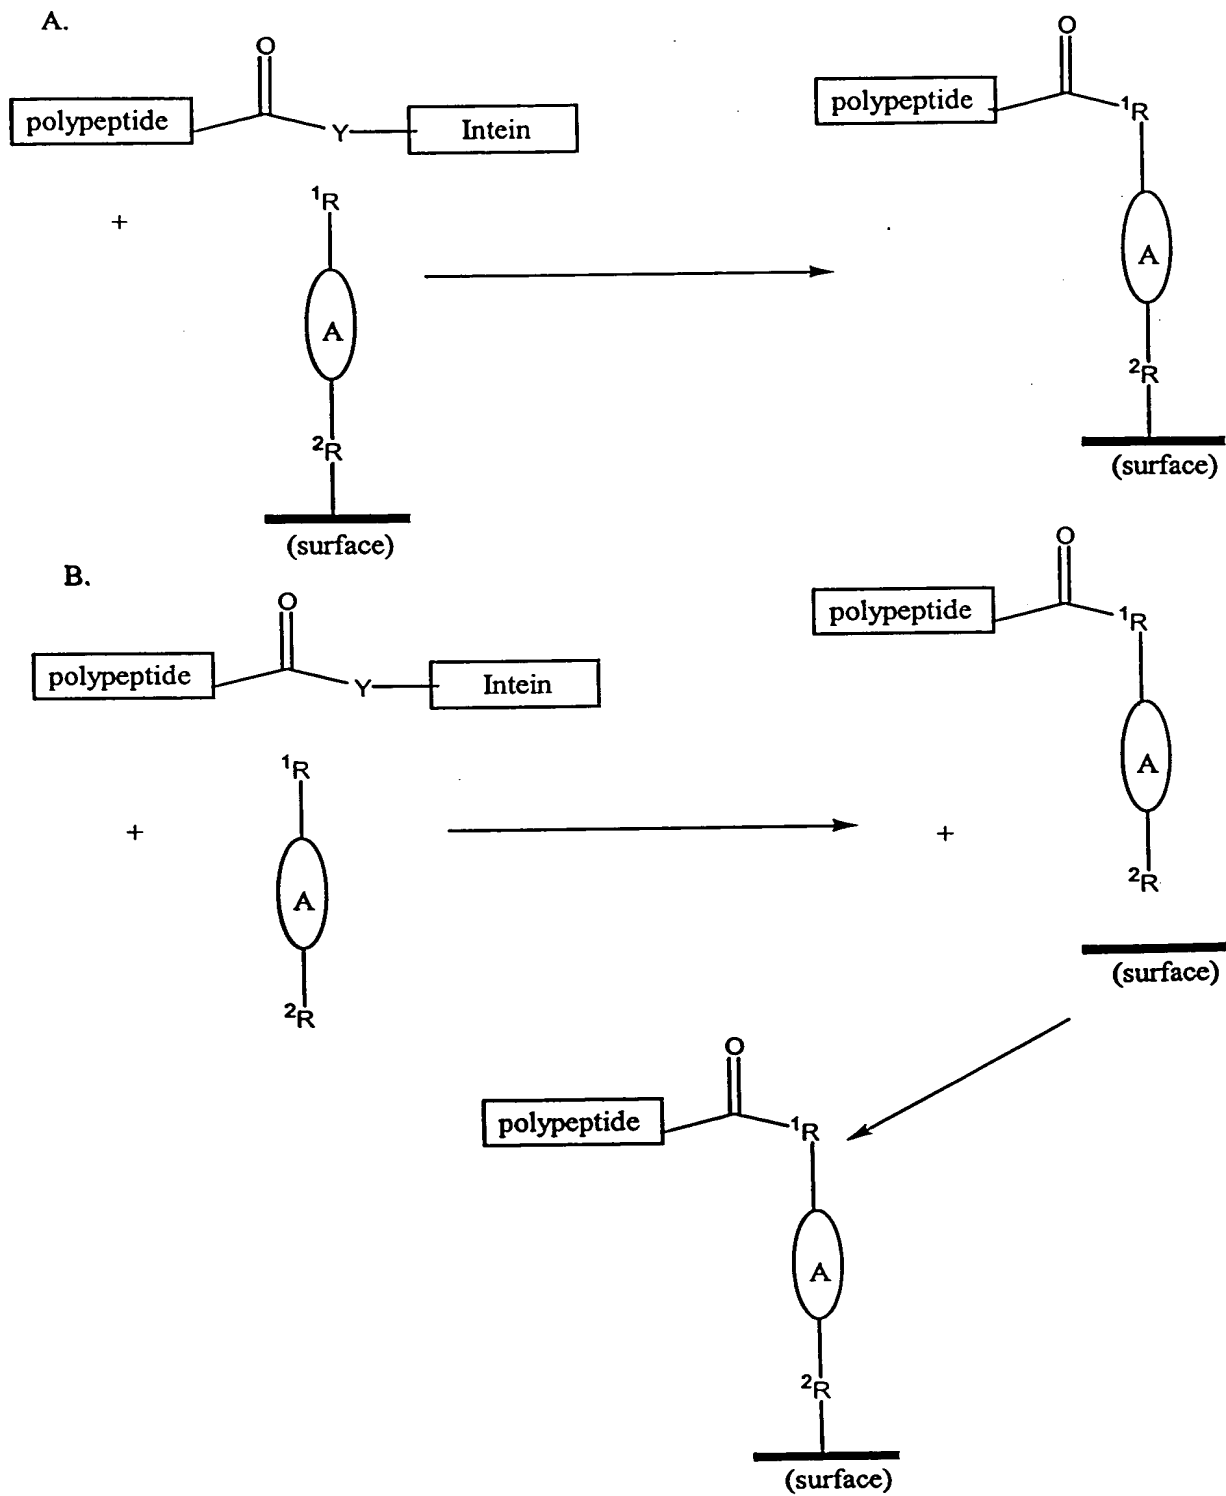 A.
O
polypeptide
Y
Intein
+
¹R
A
²R
(surface)
O
polypeptide
¹R
A
²R
(surface)
B.
O
polypeptide
Y
Intein
+
¹R
A
²R
O
polypeptide
¹R
+
A
²R
(surface)
O
polypeptide
¹R
A
²R
(surface)